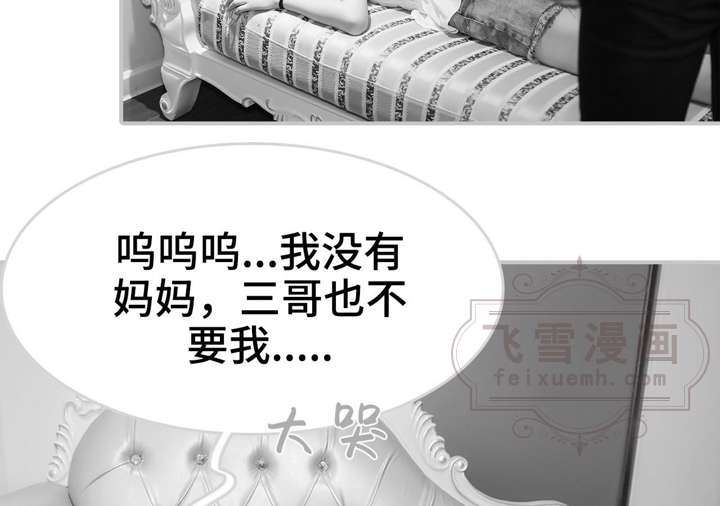 呜呜呜...我没有
妈妈，三哥也不
要我.....
大哭
飞雪漫画
feixuemh.com